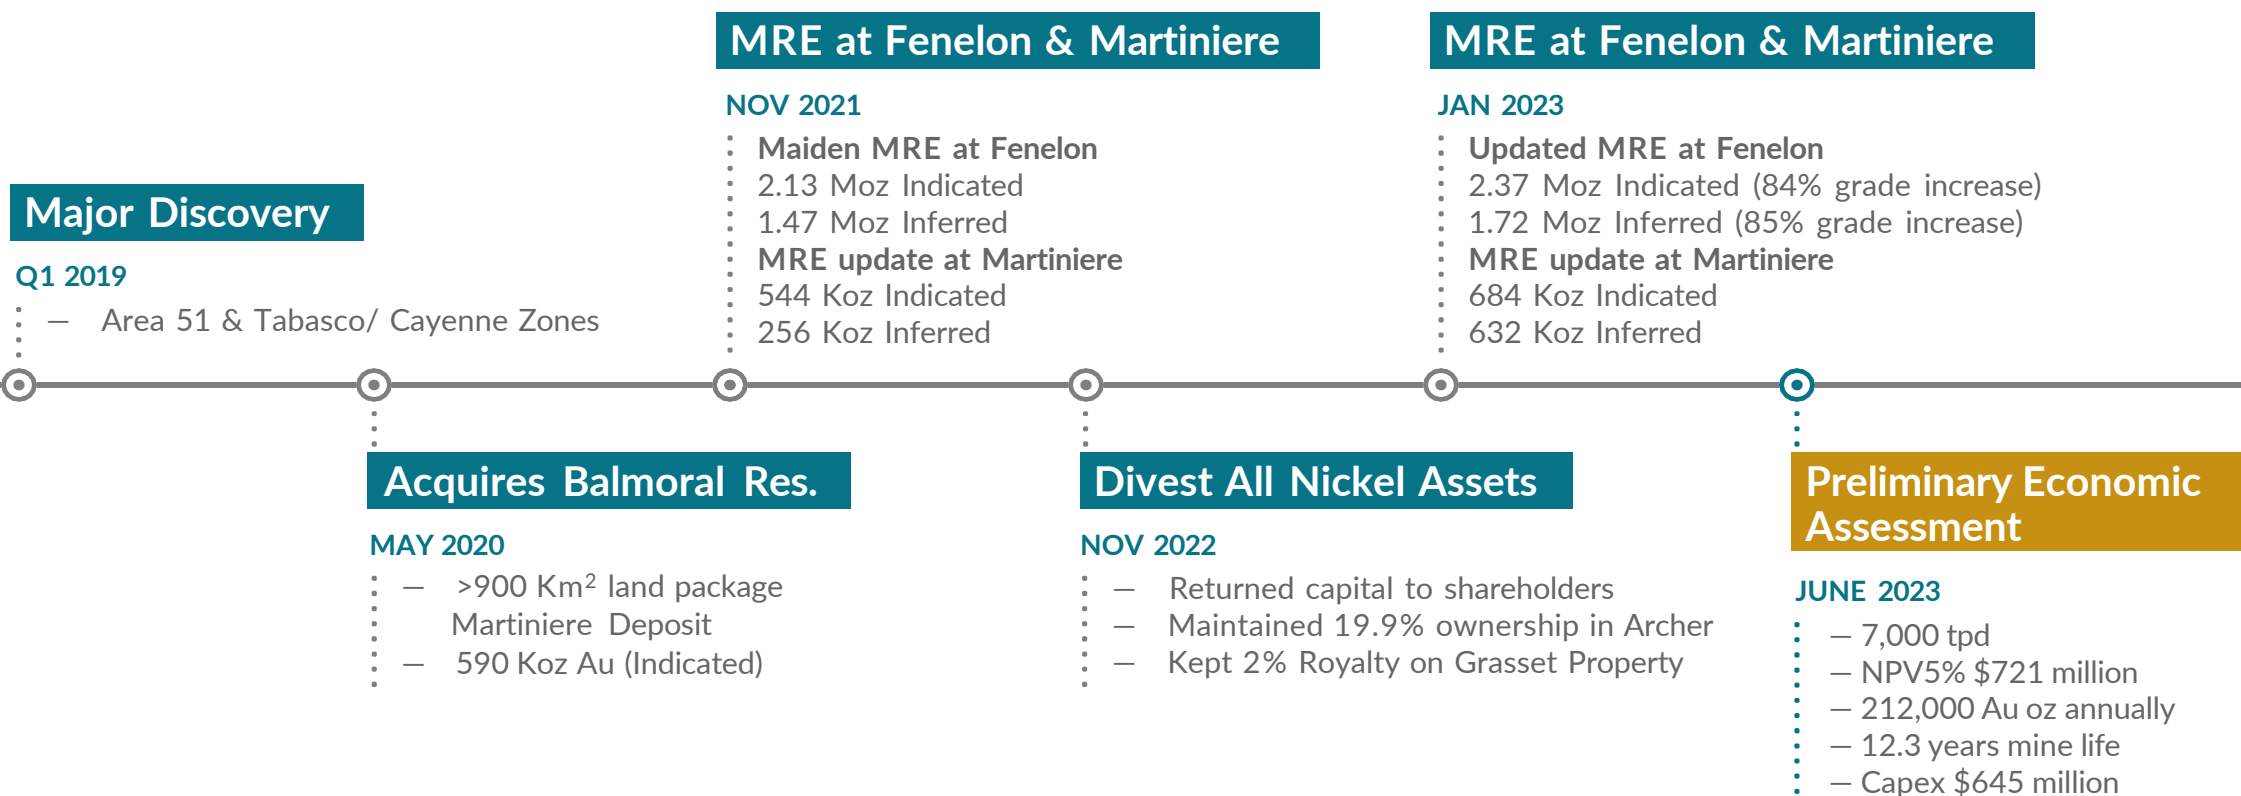 Major Discovery
Q1 2019
— Area 51 & Tabasco/ Cayenne Zones
Acquires Balmoral Res.
MAY 2020
— >900 Km² land package
Martiniere Deposit
— 590 Koz Au (Indicated)
MRE at Fenelon & Martiniere
NOV 2021
Maiden MRE at Fenelon
2.13 Moz Indicated
1.47 Moz Inferred
MRE update at Martiniere
544 Koz Indicated
256 Koz Inferred
Divest All Nickel Assets
NOV 2022
— Returned capital to shareholders
— Maintained 19.9% ownership in Archer
— Kept 2% Royalty on Grasset Property
MRE at Fenelon & Martiniere
JAN 2023
Updated MRE at Fenelon
2.37 Moz Indicated (84% grade increase)
1.72 Moz Inferred (85% grade increase)
MRE update at Martiniere
684 Koz Indicated
632 Koz Inferred
Preliminary Economic
Assessment
JUNE 2023
— 7,000 tpd
— NPV5% $721 million
— 212,000 Au oz annually
— 12.3 years mine life
— Capex $645 million